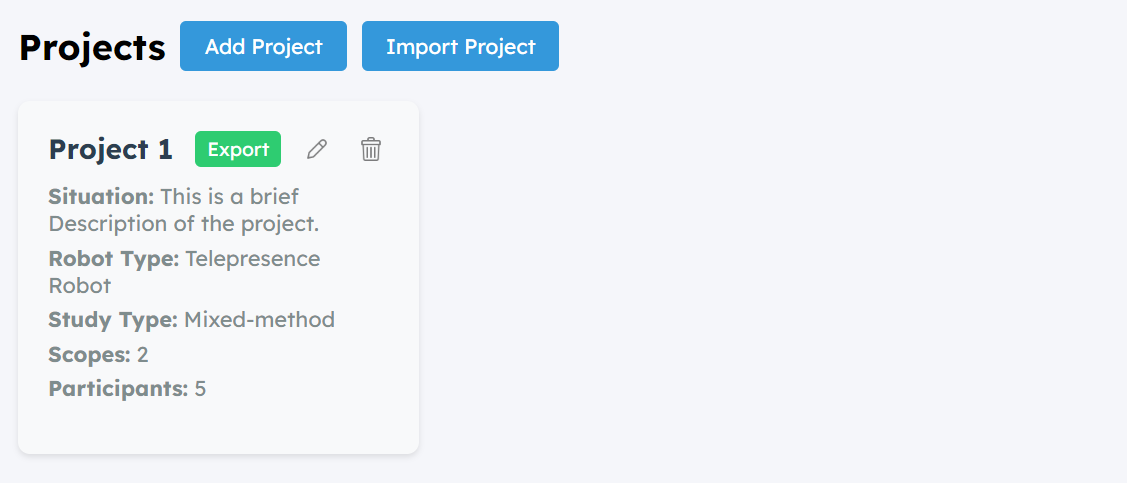 Projects Add Project Import Project
Project 1 Export
Situation: This is a brief
Description of the project.
Robot Type: Telepresence
Robot
Study Type: Mixed-method
Scopes: 2
Participants: 5